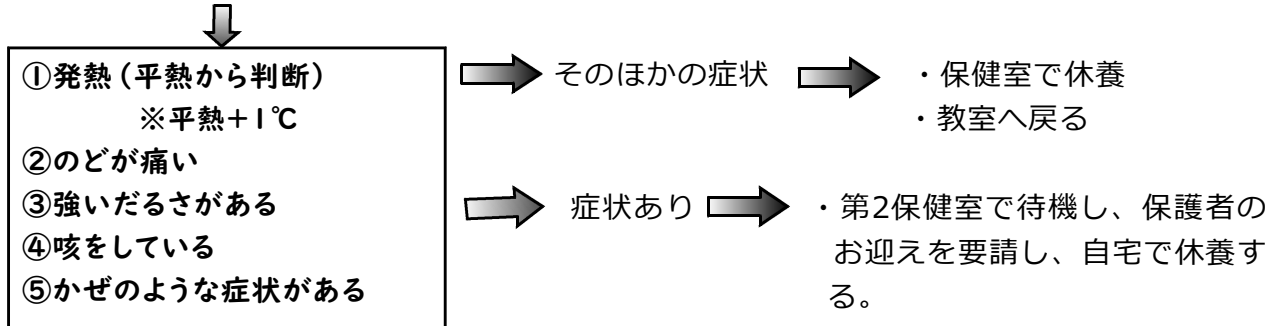 ①発熱(平熱から判断)
※平熱+1℃
②のどが痛い
③強いだるさがある
④咳をしている
⑤かぜのような症状がある
そのほかの症状
・保健室で休養
・教室へ戻る
症状あり
・第2保健室で待機し、保護者の
お迎えを要請し、自宅で休養す
る。